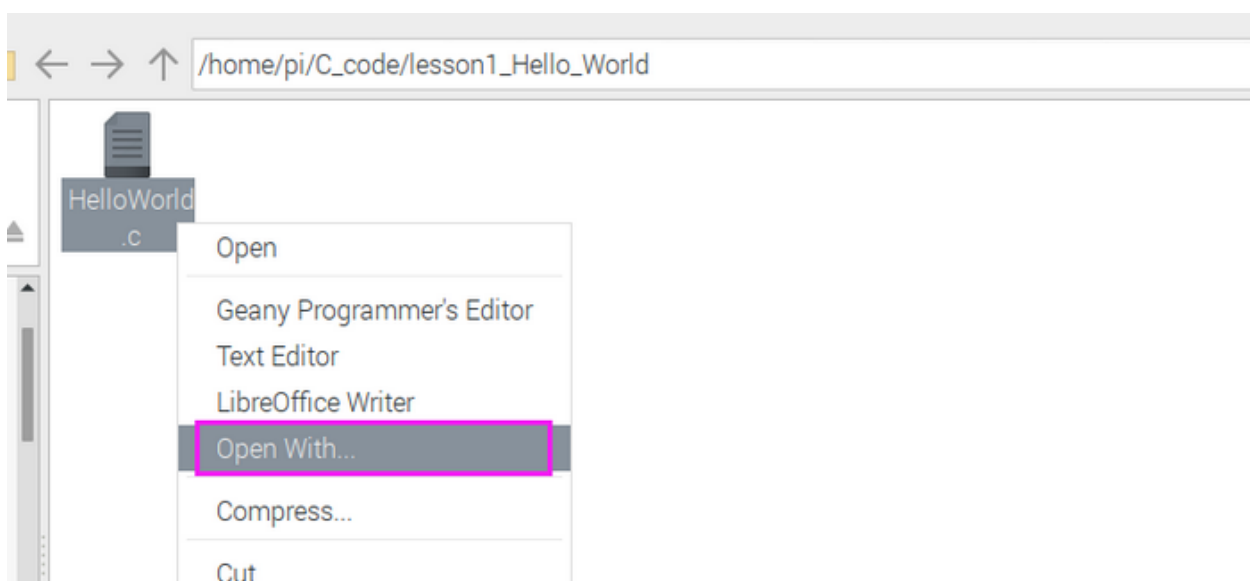 /home/pi/C_code/lesson1_Hello_World
HelloWorld
.c
Open
Geany Programmer's Editor
Text Editor
LibreOffice Writer
Open With...
Compress...
Cut